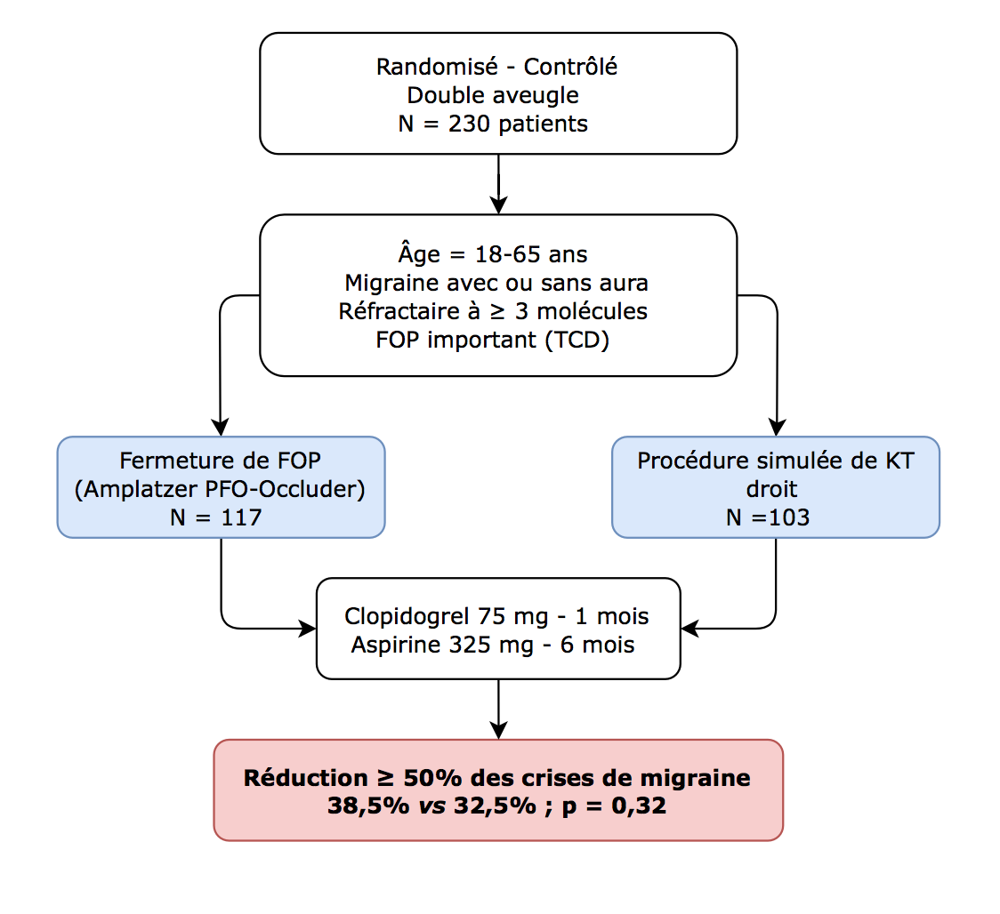 Randomisé - Contrôlé
Double aveugle
N = 230 patients
Âge = 18-65 ans
Migraine avec ou sans aura
Réfractaire à ≥ 3 molécules
FOP important (TCD)
Fermeture de FOP
(Amplatzer PFO-Occluder)
N = 117
Procédure simulée de KT
droit
N =103
Clopidogrel 75 mg - 1 mois
Aspirine 325 mg - 6 mois
Réduction ≥ 50% des crises de migraine
38,5% vs 32,5% ; p = 0,32